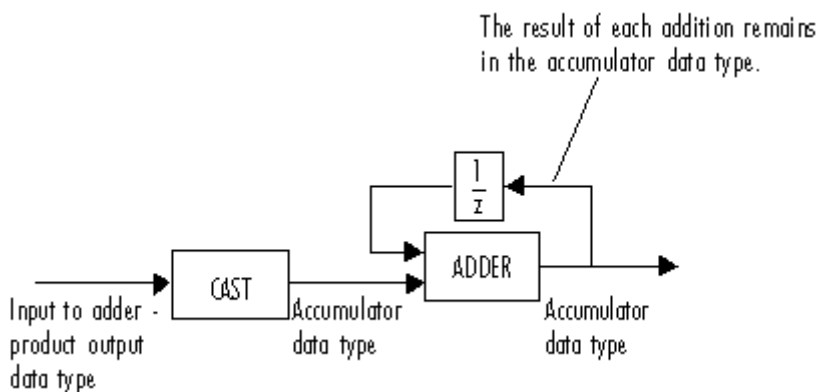 The result of each addition remains
in the accumulator data type.
1
z
ADDER
CAST
Input to adder -
product output
data type
Accumulator
data type
Accumulator
data type